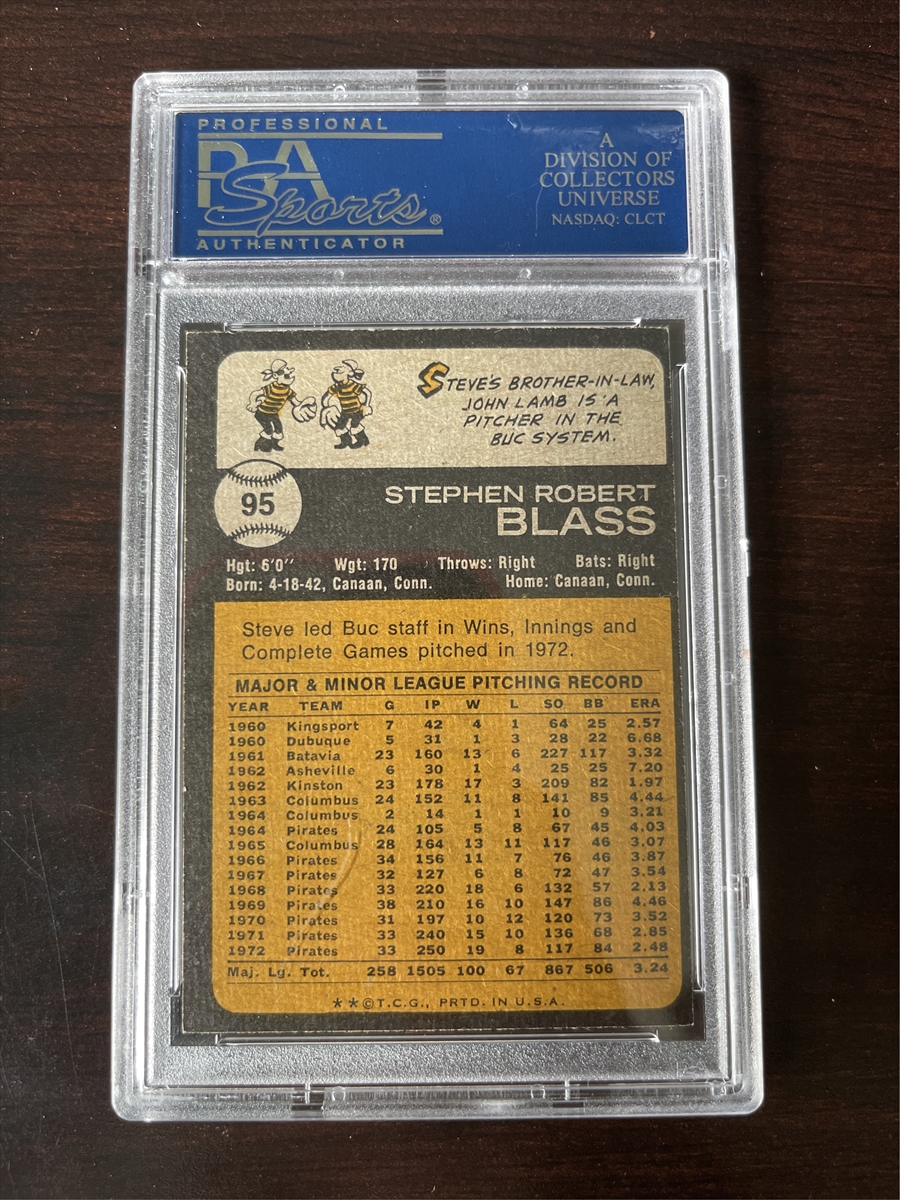 PROFESSIONAL
PSA
Sports®
AUTHENTICATOR
A
DIVISION OF
COLLECTORS
UNIVERSE
NASDAQ: CLCT
STEVE'S BROTHER-IN-LAW,
JOHN LAMB IS A
PITCHER IN THE
BUC SYSTEM.
95
STEPHEN ROBERT
BLASS
Hgt: 6'0" Wgt: 170 Throws: Right Bats: Right
Born: 4-18-42, Canaan, Conn. Home: Canaan, Conn.
Steve led Buc staff in Wins, Innings and
Complete Games pitched in 1972.
MAJOR & MINOR LEAGUE PITCHING RECORD
YEAR TEAM G IP W L SO BB ERA
1960 Kingsport 7 42 4 1 64 25 2.57
1960 Dubuque 5 31 1 3 28 22 6.68
1961 Batavia 23 160 13 6 227 117 3.32
1962 Asheville 6 30 1 4 25 25 7.20
1962 Kinston 23 178 17 3 209 82 1.97
1963 Columbus 24 152 11 8 141 85 4.44
1964 Columbus 2 14 1 1 10 9 3.21
1964 Pirates 24 105 5 8 67 45 4.03
1965 Columbus 28 164 13 11 117 46 3.07
1966 Pirates 34 156 11 7 76 46 3.87
1967 Pirates 32 127 6 8 72 47 3.54
1968 Pirates 33 220 18 6 132 57 2.13
1969 Pirates 38 210 16 10 147 86 4.46
1970 Pirates 31 197 10 12 120 73 3.52
1971 Pirates 33 240 15 10 136 68 2.85
1972 Pirates 33 250 19 8 117 84 2.48
Maj. Lg. Tot. 258 1505 100 67 867 506 3.24
**©T.C.G., PRTD. IN U.S.A.